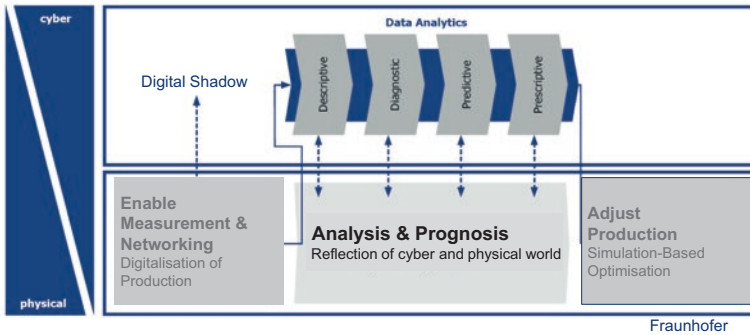 cyber
Data Analytics
Descriptive
Diagnostic
Predictive
Prescriptive
Digital Shadow
Enable
Measurement &
Networking
Digitalisation of
Production
Analysis & Prognosis
Reflection of cyber and physical world
Adjust
Production
Simulation-Based
Optimisation
physical
Fraunhofer